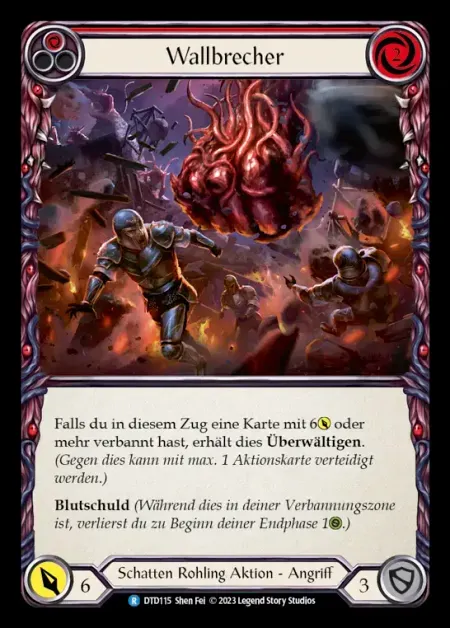 Wallbrecher
2
Falls du in diesem Zug eine Karte mit 6 oder
mehr verbannt hast, erhält dies Überwältigen.
(Gegen dies kann mit max. 1 Aktionskarte verteidigt
werden.)
Blutschuld (Während dies in deiner Verbannungszone
ist, verlierst du zu Beginn deiner Endphase 1.)
6
Schatten Rohling Aktion - Angriff
3
R DTD115 Shen Fei © 2023 Legend Story Studios